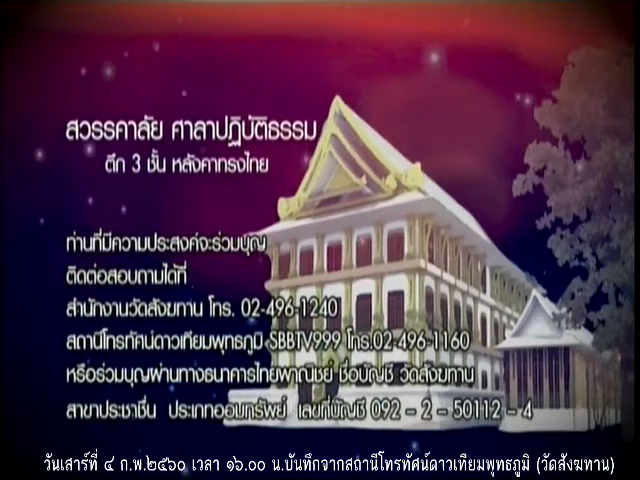 สวรรคาลัย ศาลาปฏิบัติธรรม
ตึก 3 ชั้น หลังคาทรงไทย
ท่านที่มีความประสงค์จะร่วมบุญ
ติดต่อสอบถามได้ที่
สำนักงานวัดสังฆทาน โทร. 02-496-1240
สถานีโทรทัศน์ดาวเทียมพุทธภูมิ SBBTV999 โทร.02-496-1160
หรือร่วมบุญผ่านทางธนาคารไทยพาณิชย์ ชื่อบัญชี วัดสังฆทาน
สาขาประชาชื่น ประเภทออมทรัพย์ เลขที่บัญชี 092 – 2 – 50112 – 4
วันเสาร์ที่ ๔ ก.พ.๒๕๖๐ เวลา ๑๖.๐๐ น.บันทึกจากสถานีโทรทัศน์ดาวเทียมพุทธภูมิ (วัดสังฆทาน)